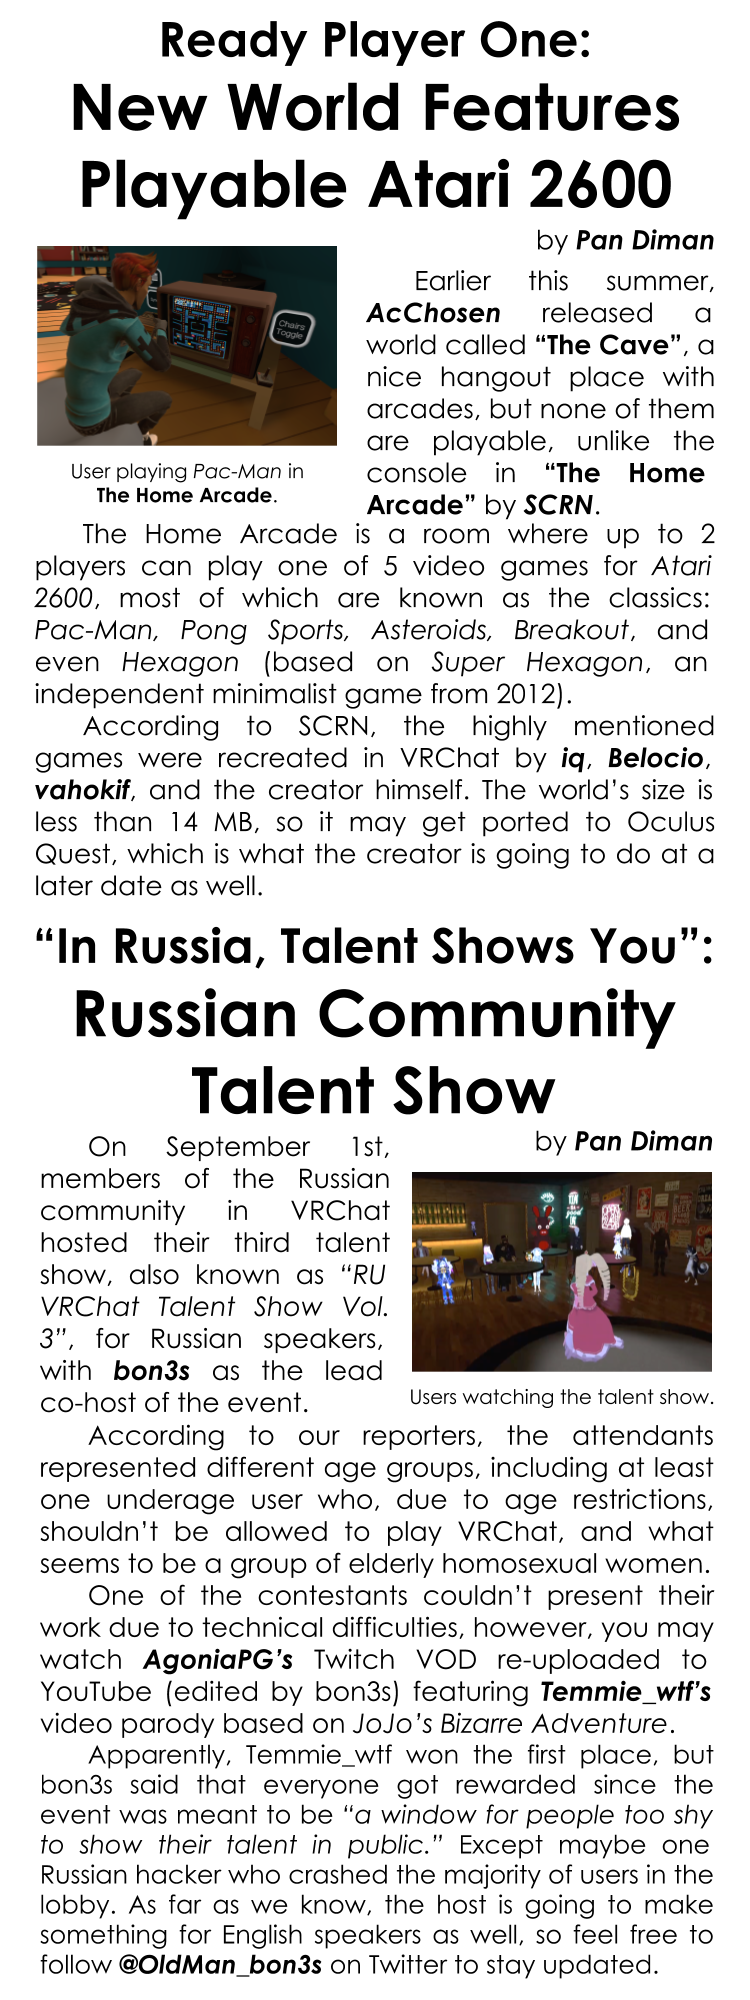 Ready Player One:
New World Features
Playable Atari 2600
by Pan Diman
Chairs
Toggle
User playing Pac-Man in
The Home Arcade.
Earlier this summer,
AcChosen released a
world called “The Cave”, a
nice hangout place with
arcades, but none of them
are playable, unlike the
console in “The Home
Arcade” by SCRN.
The Home Arcade is a room where up to 2
players can play one of 5 video games for Atari
2600, most of which are known as the classics:
Pac-Man, Pong Sports, Asteroids, Breakout, and
even Hexagon (based on Super Hexagon, an
independent minimalist game from 2012).
According to SCRN, the highly mentioned
games were recreated in VRChat by iq, Belocio,
vahokif, and the creator himself. The world’s size is
less than 14 MB, so it may get ported to Oculus
Quest, which is what the creator is going to do at a
later date as well.
“In Russia, Talent Shows You”:
Russian Community
Talent Show
by Pan Diman
On September 1st,
members of the Russian
community in VRChat
hosted their third talent
show, also known as “RU
VRChat Talent Show Vol.
3”, for Russian speakers,
with bon3s as the lead
co-host of the event.
Users watching the talent show.
According to our reporters, the attendants
represented different age groups, including at least
one underage user who, due to age restrictions,
shouldn’t be allowed to play VRChat, and what
seems to be a group of elderly homosexual women.
One of the contestants couldn’t present their
work due to technical difficulties, however, you may
watch AgoniaPG’s Twitch VOD re-uploaded to
YouTube (edited by bon3s) featuring Temmie_wtf’s
video parody based on JoJo’s Bizarre Adventure.
Apparently, Temmie_wtf won the first place, but
bon3s said that everyone got rewarded since the
event was meant to be “a window for people too shy
to show their talent in public.” Except maybe one
Russian hacker who crashed the majority of users in the
lobby. As far as we know, the host is going to make
something for English speakers as well, so feel free to
follow @OldMan_bon3s on Twitter to stay updated.